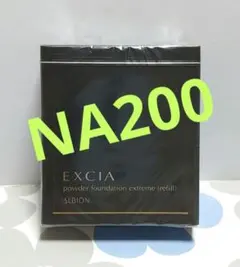 NA200
EXCIA
powder foundation extreme (refill)
ALBION